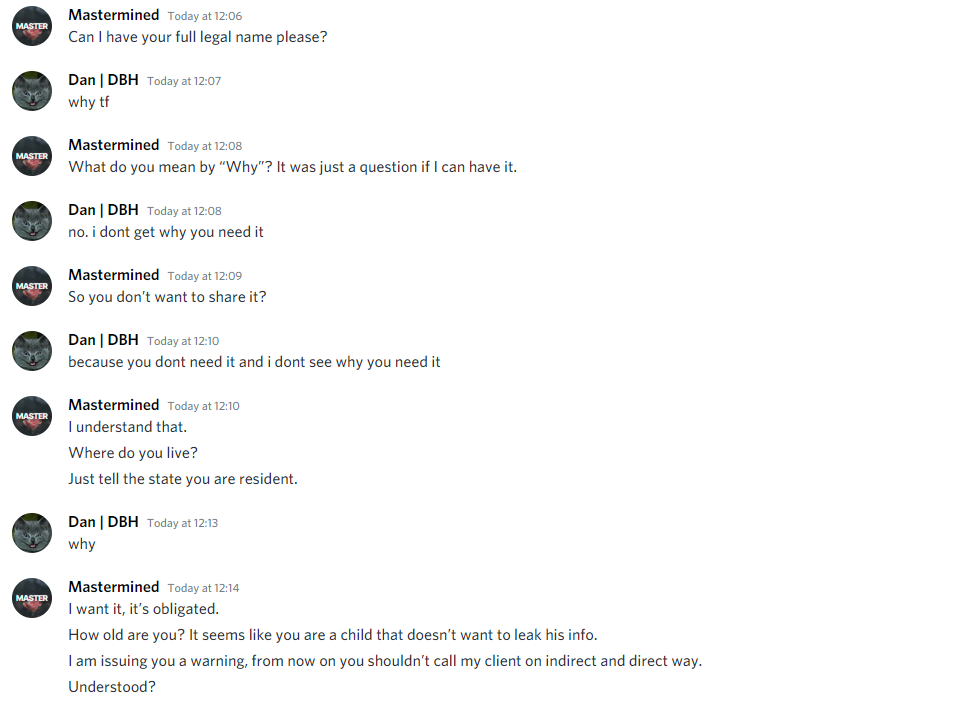 Mastermined Today at 12:06
MASTER
Can I have your full legal name please?
Dan | DBH Today at 12:07
why tf
Mastermined Today at 12:08
MASTER
What do you mean by “Why”? It was just a question if I can have it.
Dan | DBH Today at 12:08
no. i dont get why you need it
Mastermined Today at 12:09
MASTER
So you don’t want to share it?
Dan | DBH Today at 12:10
because you dont need it and i dont see why you need it
Mastermined Today at 12:10
MASTER
I understand that.
Where do you live?
Just tell the state you are resident.
Dan | DBH Today at 12:13
why
Mastermined Today at 12:14
MASTER
I want it, it’s obligated.
How old are you? It seems like you are a child that doesn’t want to leak his info.
I am issuing you a warning, from now on you shouldn’t call my client on indirect and direct way.
Understood?